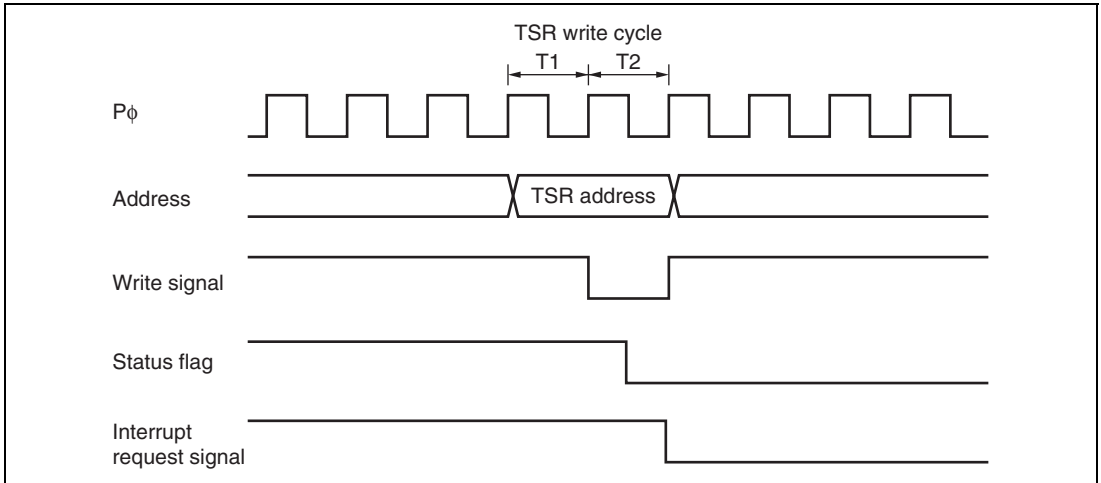 TSR write cycle
T1
T2
Pϕ
Address
TSR address
Write signal
Status flag
Interrupt
request signal